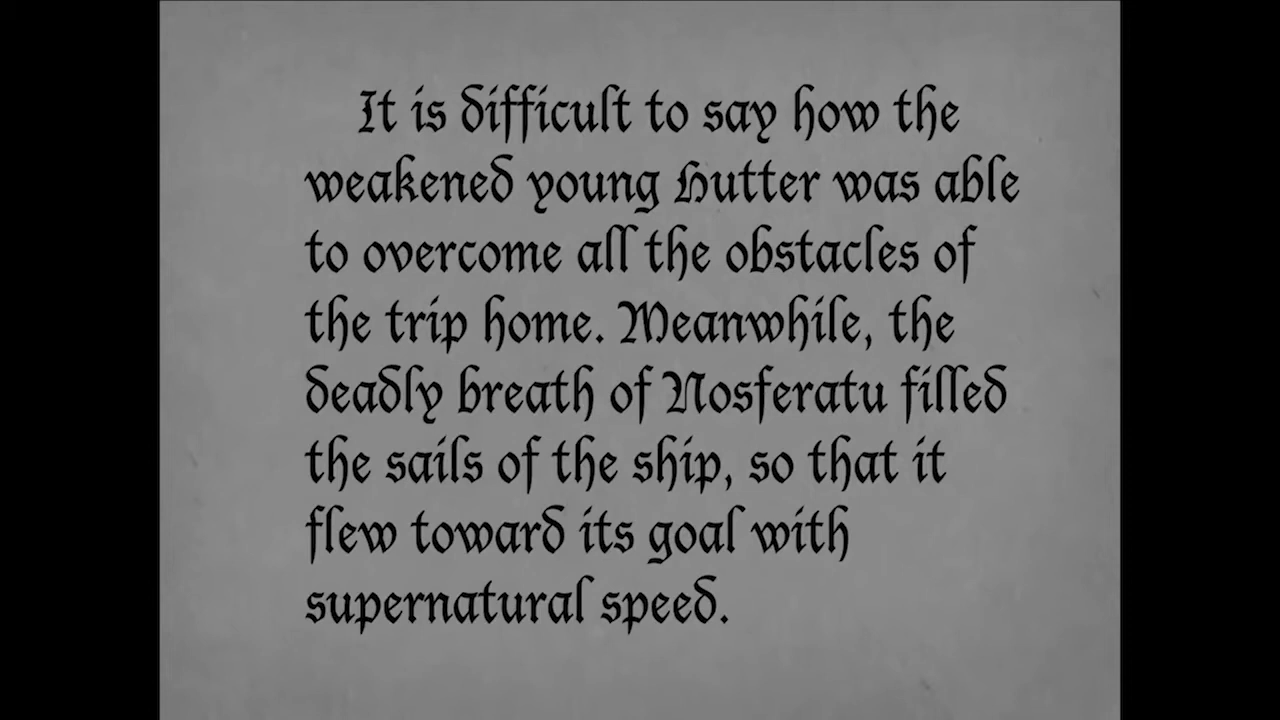 It is difficult to say how the
weakened young Hutter was able
to overcome all the obstacles of
the trip home. Meanwhile, the
deadly breath of Nosferatu filled
the sails of the ship, so that it
flew toward its goal with
supernatural speed.